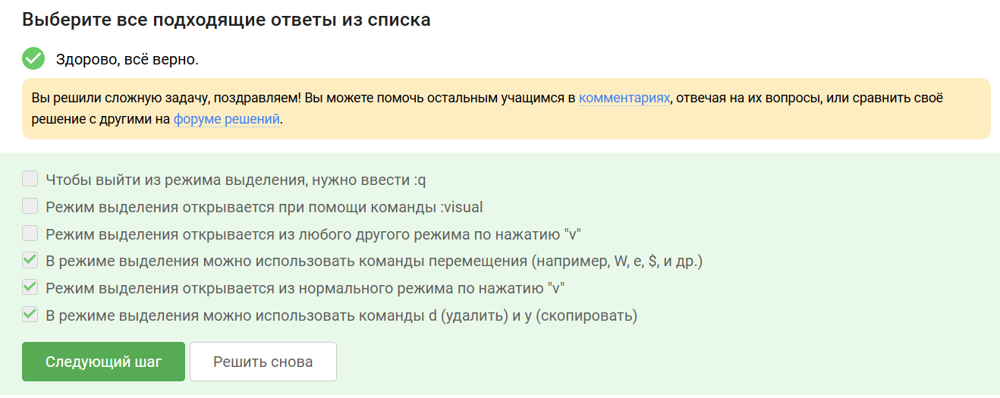 Выберите все подходящие ответы из списка
Здорово, всё верно.
Вы решили сложную задачу, поздравляем! Вы можете помочь остальным учащимся в комментариях, отвечая на их вопросы, или сравнить своё
решение с другими на форуме решений.
Чтобы выйти из режима выделения, нужно ввести :q
Режим выделения открывается при помощи команды :visual
Режим выделения открывается из любого другого режима по нажатию "v"
В режиме выделения можно использовать команды перемещения (например, W, e, $, и др.)
Режим выделения открывается из нормального режима по нажатию "v"
В режиме выделения можно использовать команды d (удалить) и y (скопировать)
Следующий шаг
Решить снова